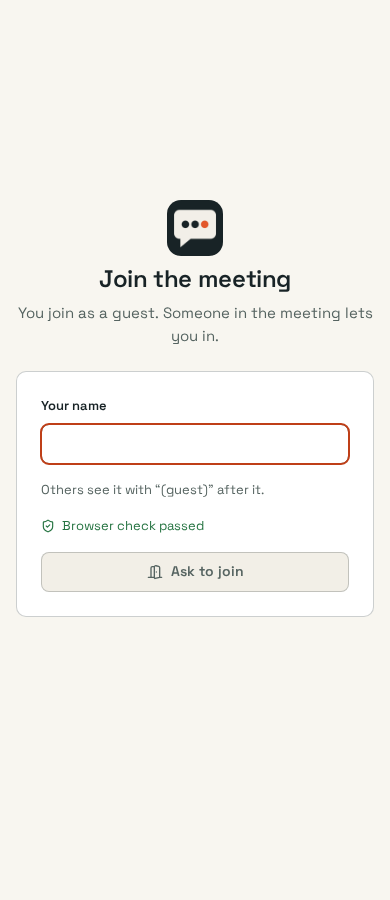 Join the meeting
You join as a guest. Someone in the meeting lets
you in.
Your name
Others see it with “(guest)” after it.
Browser check passed
Ask to join